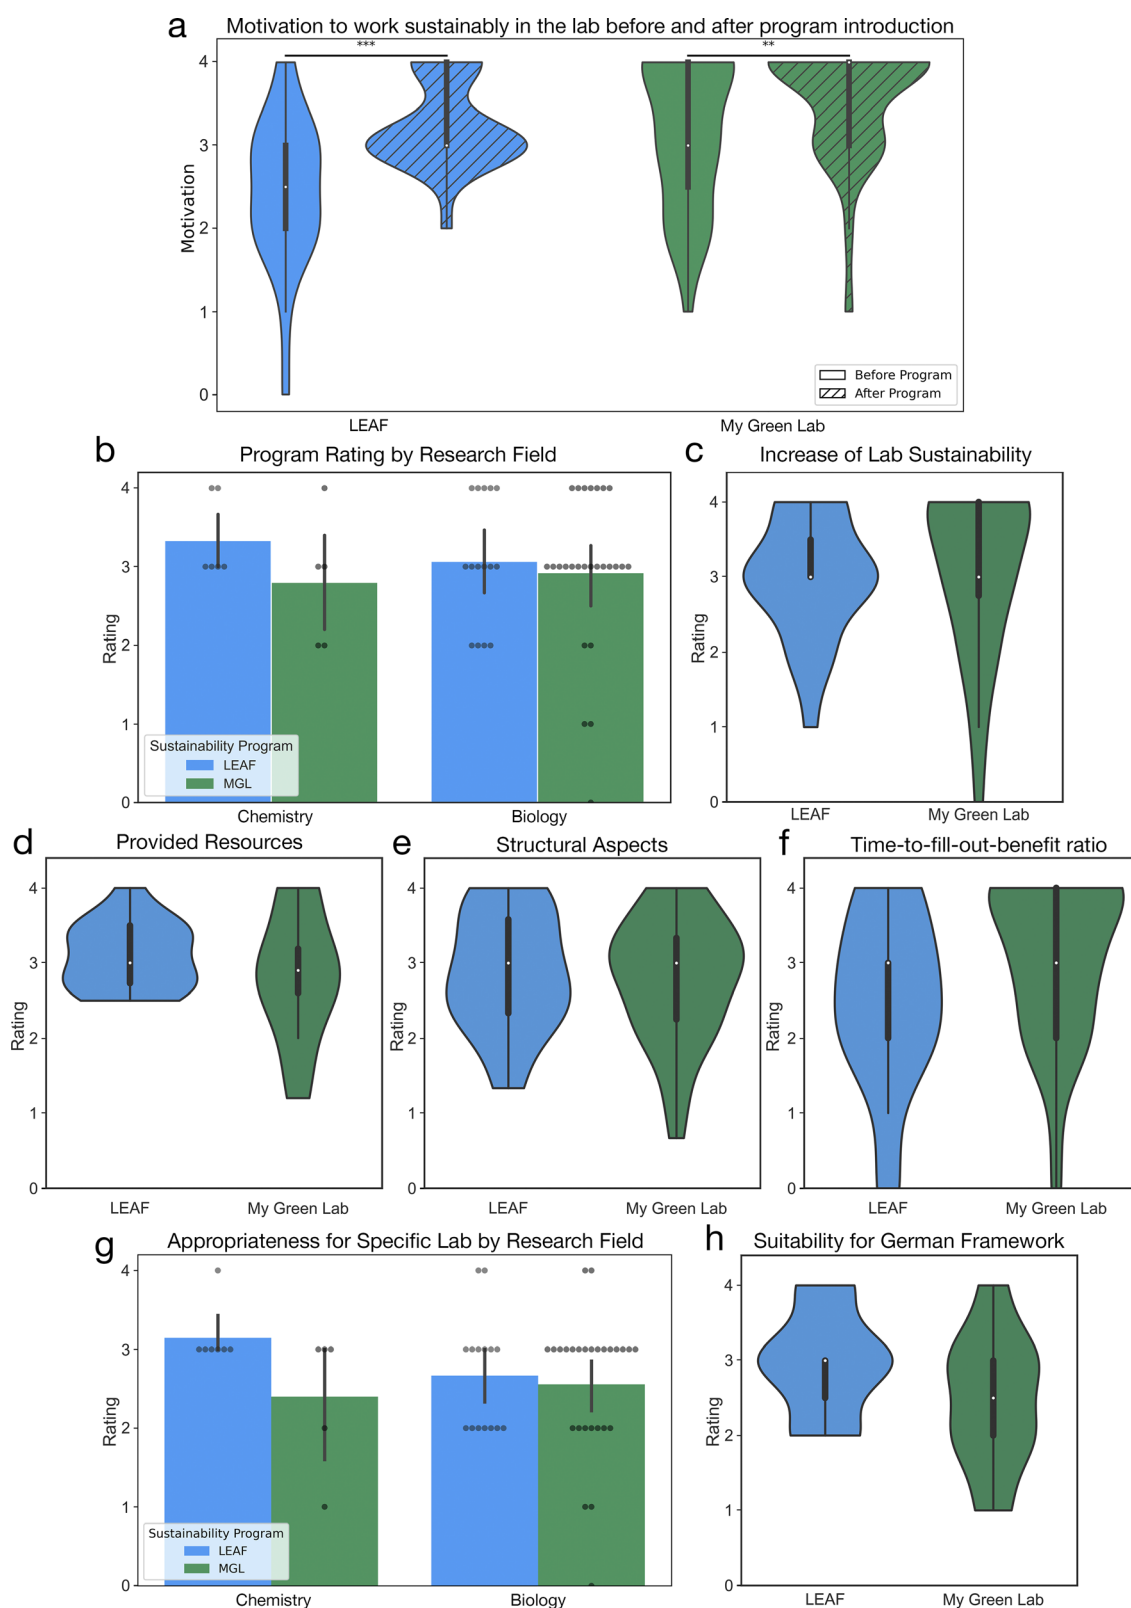 a Motivation to work sustainably in the lab before and after program introduction
*** **
4
3
2
1
0
Motivation
Before Program
After Program
LEAF My Green Lab
b Program Rating by Research Field
4
3
2
1
0
Rating
Sustainability Program
LEAF
MGL
Chemistry Biology
c Increase of Lab Sustainability
4
3
2
1
0
Rating
LEAF My Green Lab
d Provided Resources
4
3
2
1
0
Rating
LEAF My Green Lab
e Structural Aspects
4
3
2
1
0
Rating
LEAF My Green Lab
f Time-to-fill-out-benefit ratio
4
3
2
1
0
Rating
LEAF My Green Lab
g Appropriateness for Specific Lab by Research Field
4
3
2
1
0
Rating
Sustainability Program
LEAF
MGL
Chemistry Biology
h Suitability for German Framework
4
3
2
1
0
Rating
LEAF My Green Lab